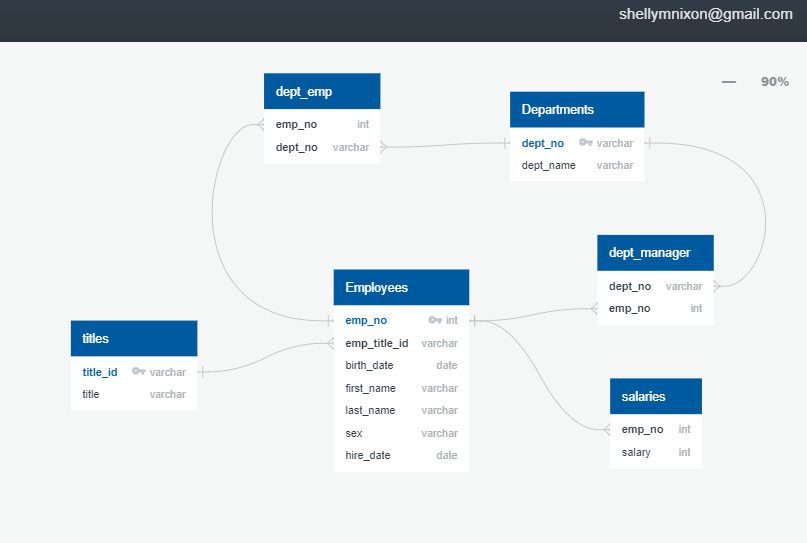 shellymnixon@gmail.com
90%
dept_emp
emp_no int
dept_no varchar
Departments
dept_no varchar
dept_name varchar
dept_manager
dept_no varchar
emp_no int
Employees
emp_no int
emp_title_id varchar
birth_date date
first_name varchar
last_name varchar
sex varchar
hire_date date
titles
title_id varchar
title varchar
salaries
emp_no int
salary int